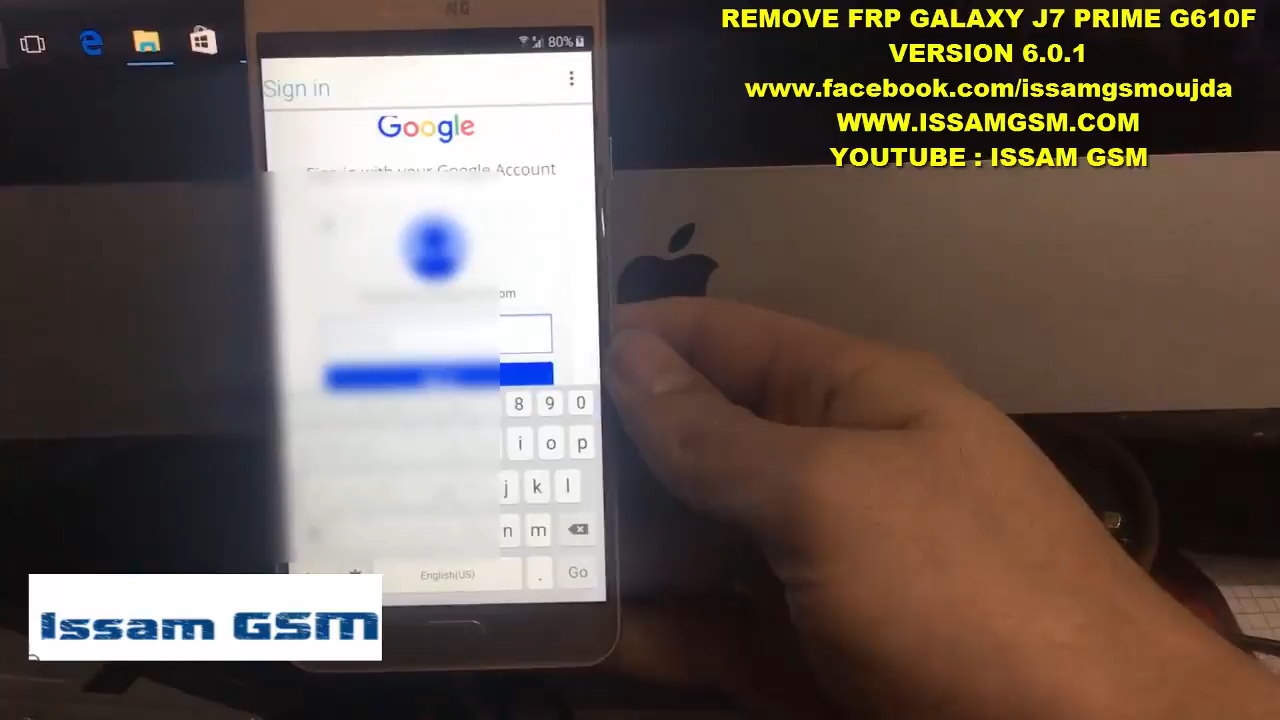 REMOVE FRP GALAXY J7 PRIME G610F
VERSION 6.0.1
www.facebook.com/issamgsmoujda
WWW.ISSAMGSM.COM
YOUTUBE : ISSAM GSM
80%
Sign in
Google
Sign in with your Google Account
om
8 9 0
i o p
j k l
n m
English(US) . Go
Issam GSM